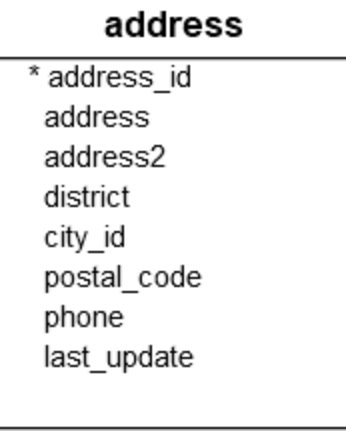 address
* address_id
address
address2
district
city_id
postal_code
phone
last_update